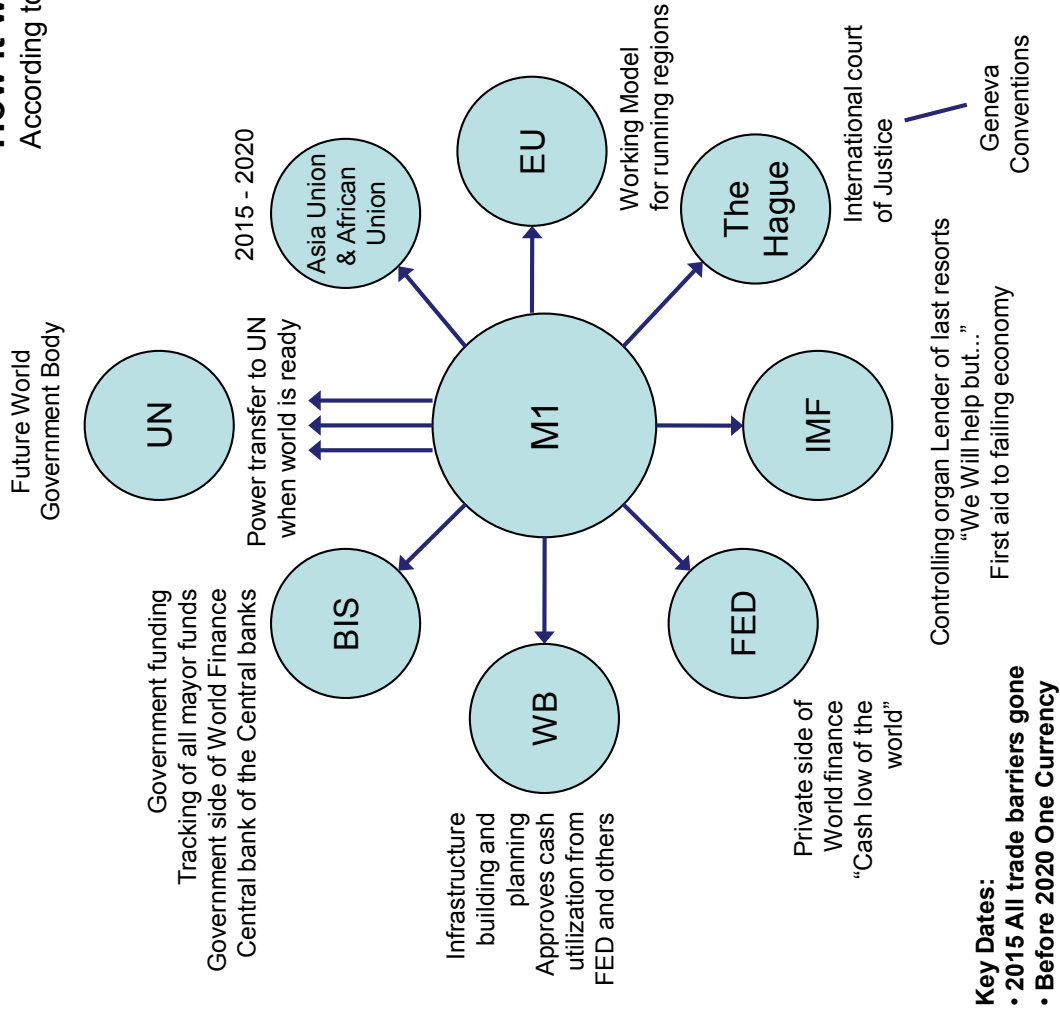 How it
According to
Future World
Government Body
UN
Power transfer to UN
when world is ready
Government funding
Tracking of all mayor funds
Government side of World Finance
Central bank of the Central banks
BIS
2015 - 2020
Asia Union
& African
Union
Infrastructure
building and
planning
Approves cash
utilization from
FED and others
WB
M1
EU
Working Model
for running regions
Private side of
World finance
“Cash low of the
world”
FED
IMF
The
Hague
International court
of Justice
Controlling organ Lender of last resorts
“We Will help but...”
First aid to failing economy
Geneva
Conventions
Key Dates:
• 2015 All trade barriers gone
• Before 2020 One Currency